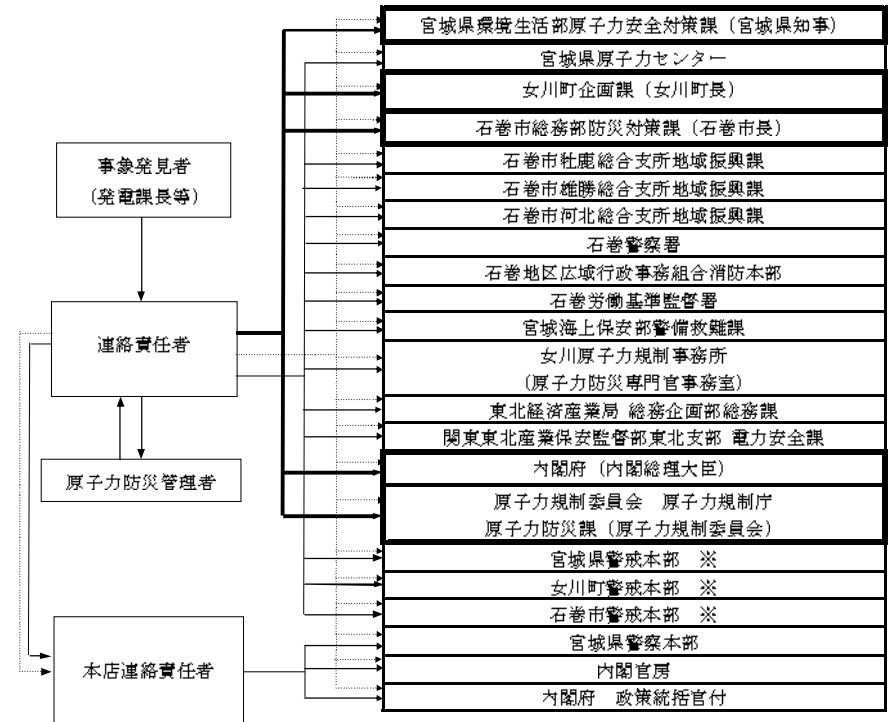 事象発見者
（発電課長等）
連絡責任者
原子力防災管理者
本店連絡責任者
宮城県環境生活部原子力安全対策課（宮城県知事）
宮城県原子力センター
女川町企画課（女川町長）
石巻市総務部防災対策課（石巻市長）
石巻市牡鹿総合支所地域振興課
石巻市雄勝総合支所地域振興課
石巻市河北総合支所地域振興課
石巻警察署
石巻地区広域行政事務組合消防本部
石巻労働基準監督署
宮城海上保安部警備救難課
女川原子力規制事務所
（原子力防災専門官事務室）
東北経済産業局 総務企画部総務課
関東東北産業保安監督部東北支部 電力安全課
内閣府（内閣総理大臣）
原子力規制委員会　原子力規制庁
原子力防災課（原子力規制委員会）
宮城県警戒本部　※
女川町警戒本部　※
石巻市警戒本部　※
宮城県警察本部
内閣官房
内閣府　政策統括官付